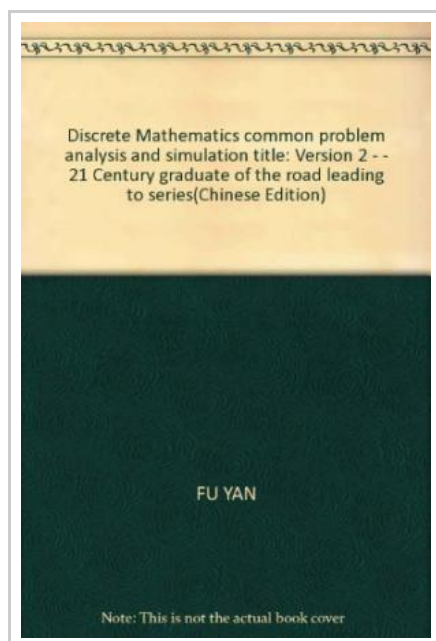 Discrete Mathematics common problem
analysis and simulation title: Version 2 - -
21 Century graduate of the road leading
to series(Chinese Edition)
FU YAN
Note: This is not the actual book cover